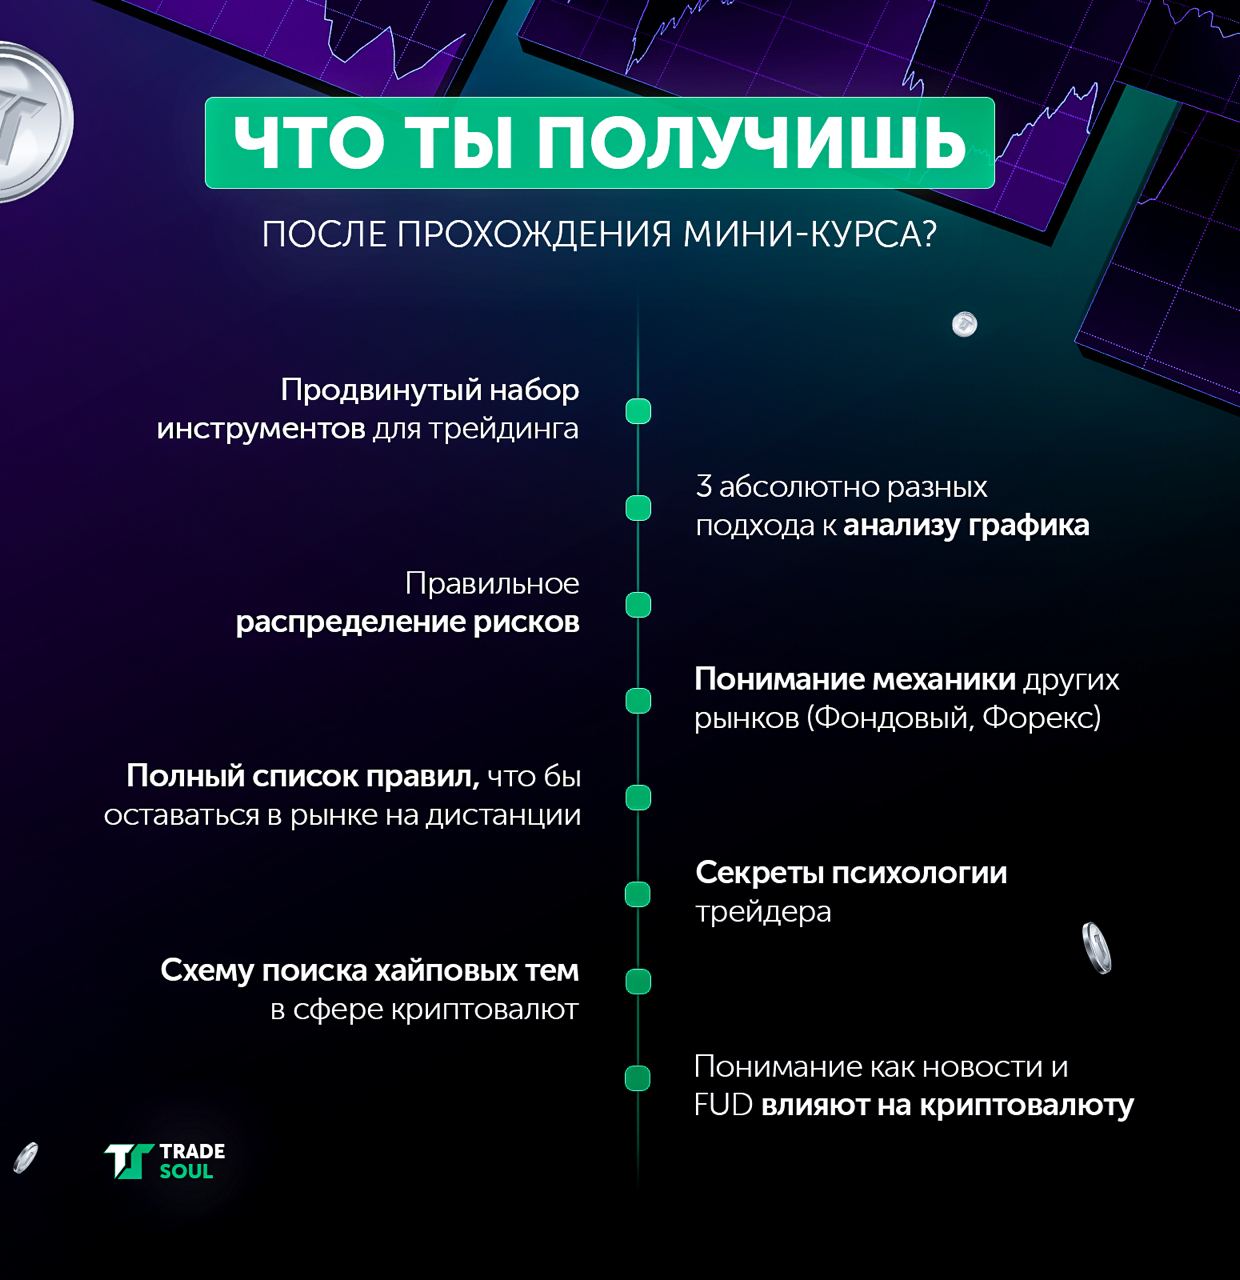 ЧТО ТЫ ПОЛУЧИШЬ
ПОСЛЕ ПРОХОЖДЕНИЯ МИНИ-КУРСА?
Продвинутый набор
инструментов для трейдинга
3 абсолютно разных
подхода к анализу графика
Правильное
распределение рисков
Понимание механики других
рынков (Фондовый, Форекс)
Полный список правил, что бы
оставаться в рынке на дистанции
Секреты психологии
трейдера
Схему поиска хайповых тем
в сфере криптовалют
Понимание как новости и
FUD влияют на криптовалюту
TRADE
SOUL